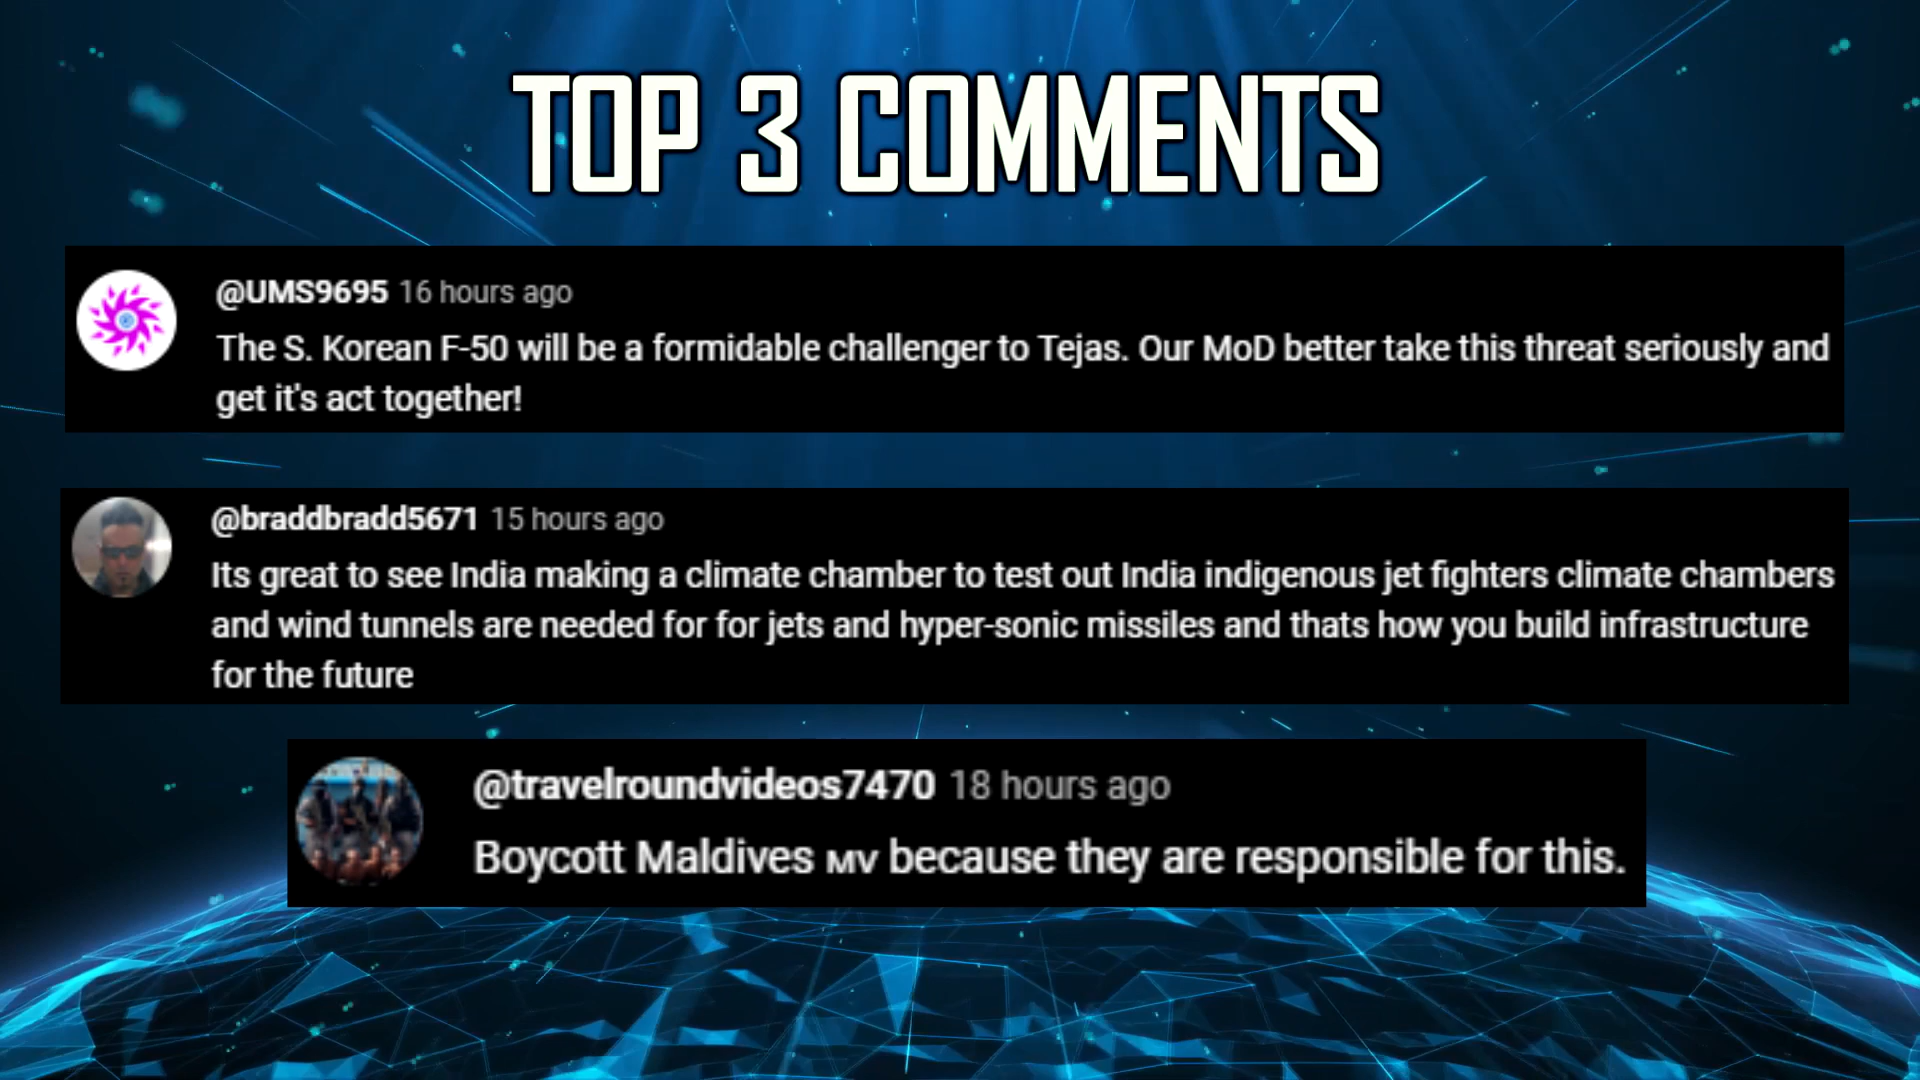 TOP 3 COMMENTS
@UMS9695 16 hours ago
The S. Korean F-50 will be a formidable challenger to Tejas. Our MoD better take this threat seriously and
get it's act together!
@braddbradd5671 15 hours ago
Its great to see India making a climate chamber to test out India indigenous jet fighters climate chambers
and wind tunnels are needed for for jets and hyper-sonic missiles and thats how you build infrastructure
for the future
@travelroundvideos7470 18 hours ago
Boycott Maldives ᴍᴠ because they are responsible for this.